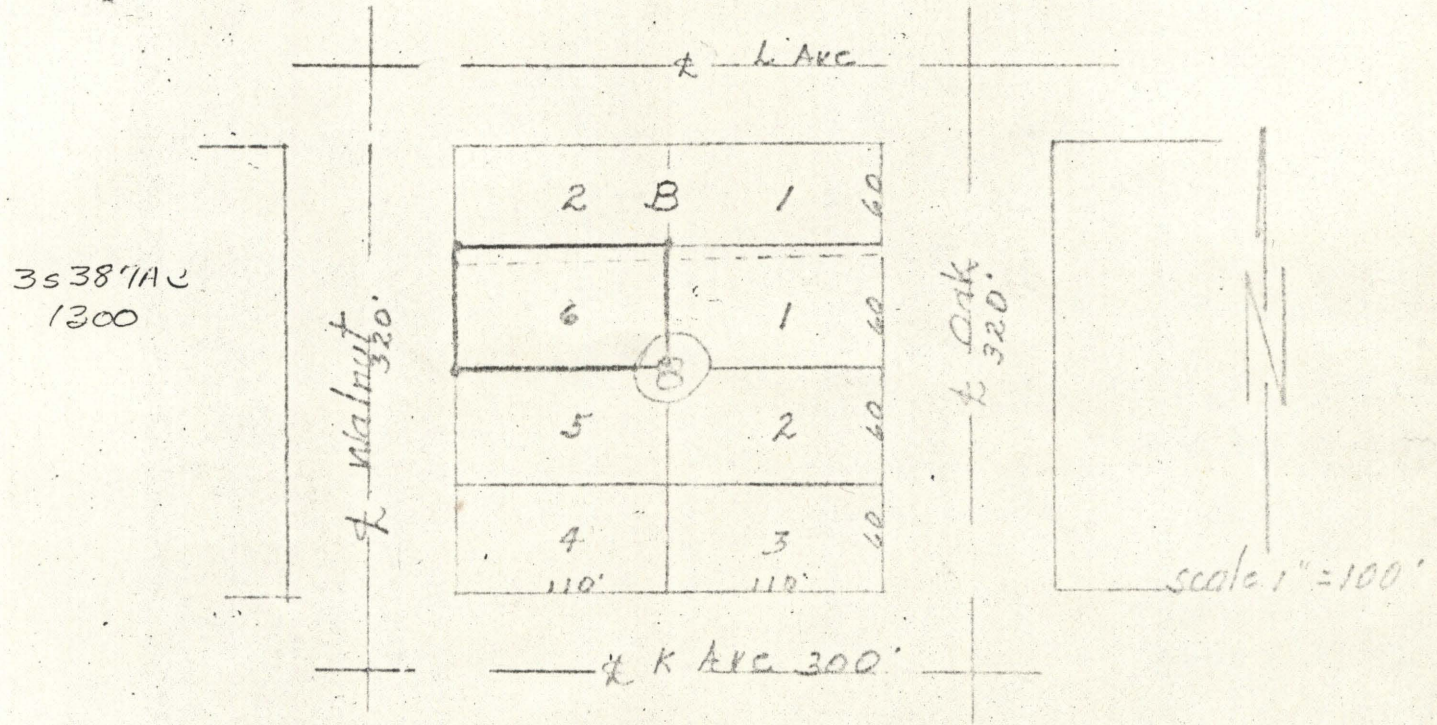 ℄ L Ave
2 B 1 60
3S 38 7AC
1300
6 1 60
℄ Walnut
320'
℄ Oak
320'
N
5 2 60
4 3 60
110' 110'
scale 1" = 100'
℄ K Ave 300'